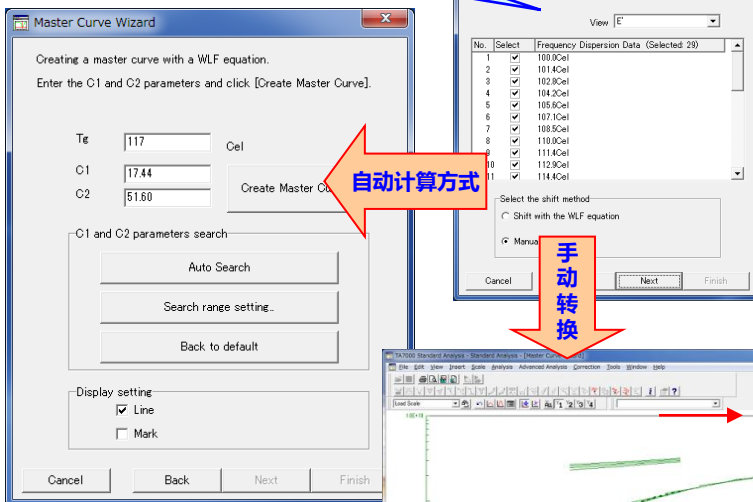 Master Curve Wizard
Creating a master curve with a WLF equation.
Enter the C1 and C2 parameters and click [Create Master Curve].
Tg 117 Cel
C1 17.44
C2 51.60
Create Master
C1 and C2 parameters search
Auto Search
Search range setting..
Back to default
Display setting
Line
Mark
Cancel Back Next Finish
自动计算方式
View E'
No. Select Frequency Dispersion Data (Selected: 29)
1 100.0Cel
2 101.4Cel
3 102.8Cel
4 104.2Cel
5 105.6Cel
6 107.1Cel
7 108.5Cel
8 110.0Cel
9 111.4Cel
10 112.9Cel
11 114.4Cel
Select the shift method
Shift with the WLF equation
Cancel Next Finish
手动转换
TA7000 Standard Analysis - Standard Analysis - [Master Curve
File Edit View Insert Scale Analysis Advanced Analysis Correction Tools Window Help
Load Scale
1.0E+10